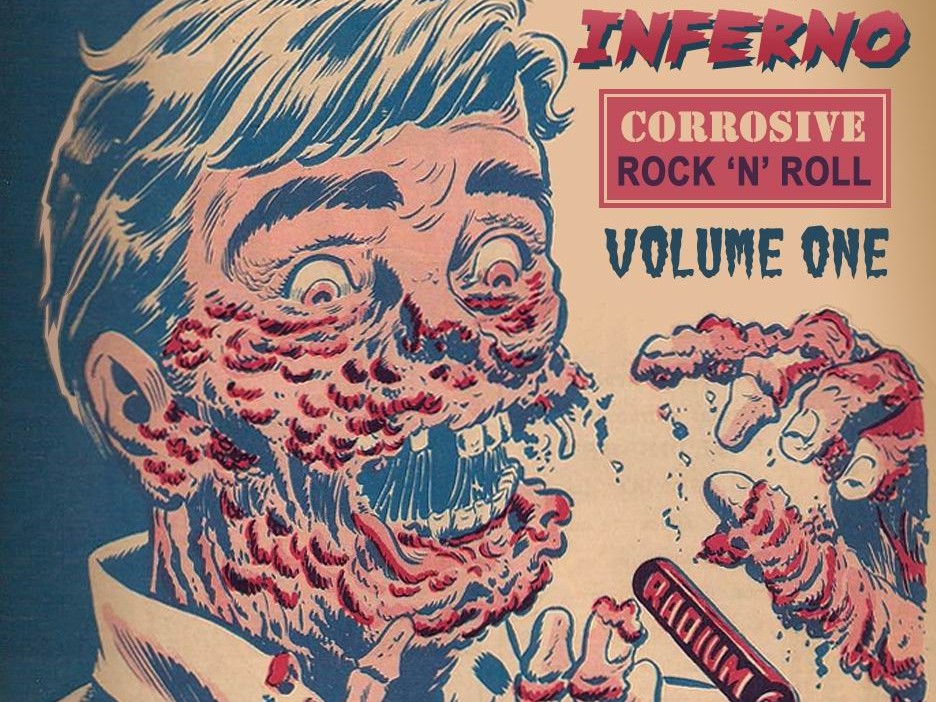 INFERNO
CORROSIVE
ROCK 'N' ROLL
VOLUME ONE
RADIUM